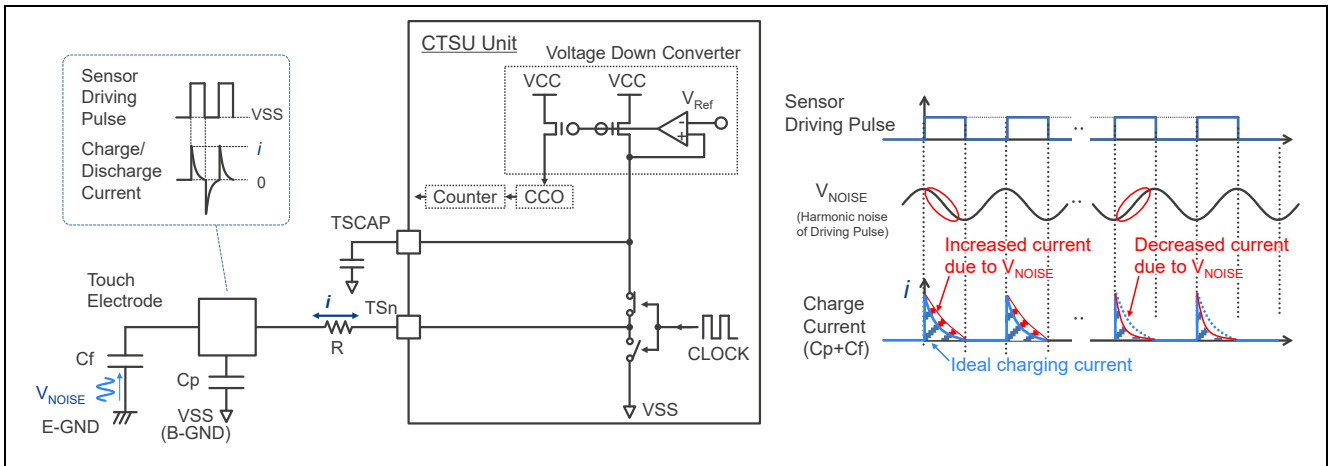 CTSU Unit
Voltage Down Converter
VCC
VCC
VRef
-
+
Sensor
Driving
Pulse
VSS
Charge/
Discharge
Current
i
0
Counter
CCO
TSCAP
Touch
Electrode
i
TSn
R
CLOCK
Cf
Cp
VNOISE
E-GND
VSS
(B-GND)
VSS
Sensor
Driving Pulse
..
VNOISE
(Harmonic noise
of Driving Pulse)
..
Increased current
due to VNOISE
Decreased current
due to VNOISE
i
Charge
Current
(Cp+Cf)
..
Ideal charging current